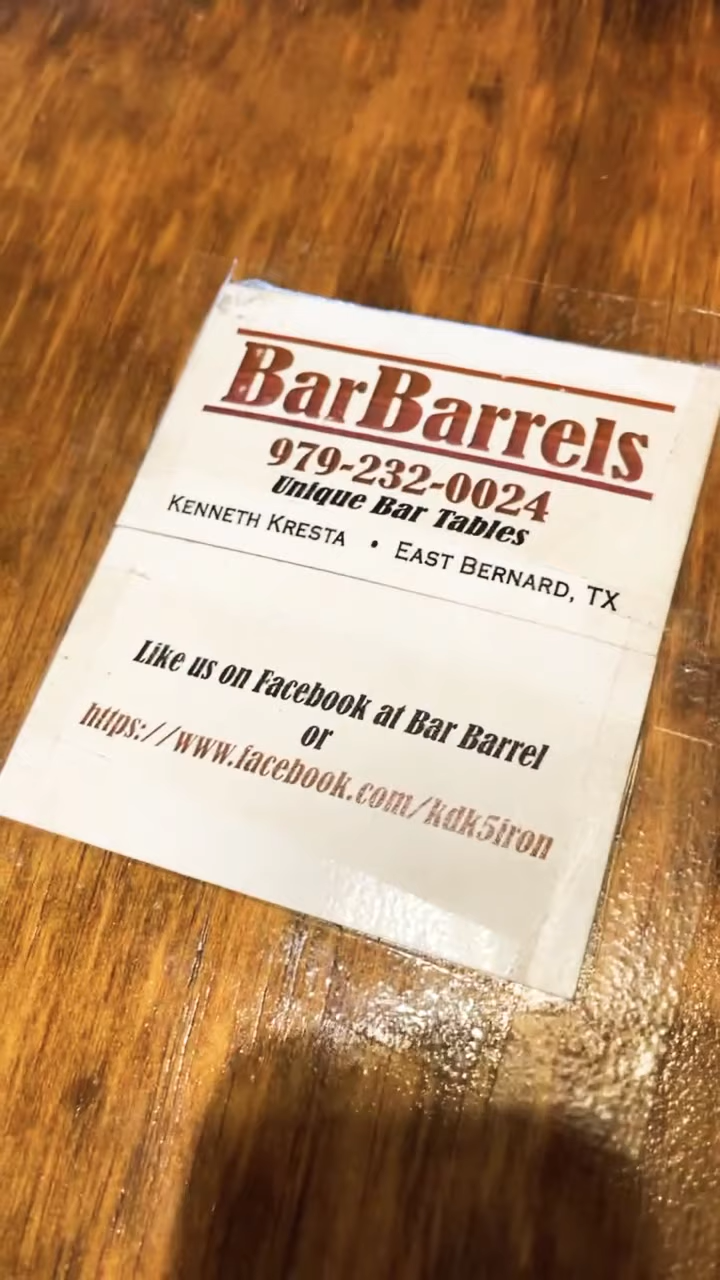 BarBarrels
979-232-0024
Unique Bar Tables
KENNETH KRESTA • EAST BERNARD, TX
Like us on Facebook at Bar Barrel
or
https://www.facebook.com/kdk5iron